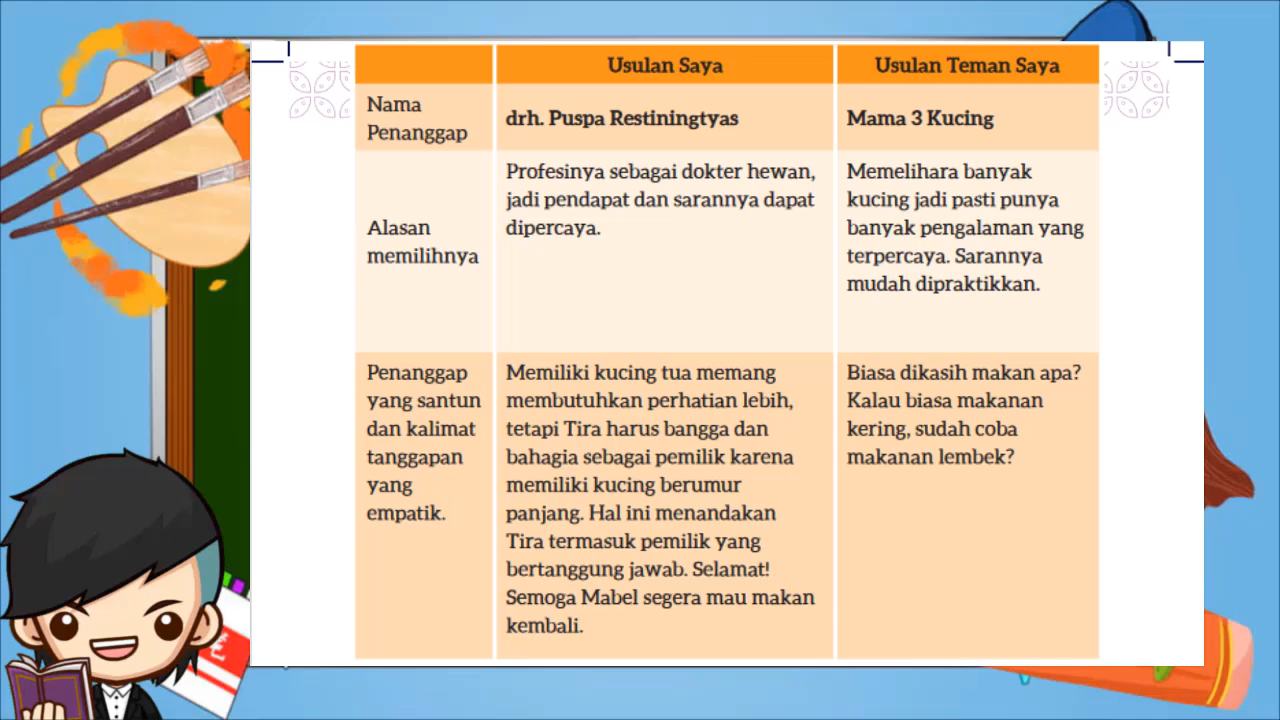 Usulan Saya
Usulan Teman Saya
Nama
Penanggap
drh. Puspa Restiningtyas
Mama 3 Kucing
Alasan
memilihnya
Profesinya sebagai dokter hewan,
jadi pendapat dan sarannya dapat
dipercaya.
Memelihara banyak
kucing jadi pasti punya
banyak pengalaman yang
terpercaya. Sarannya
mudah dipraktikkan.
Penanggap
yang santun
dan kalimat
tanggapan
yang
empatik.
Memiliki kucing tua memang
membutuhkan perhatian lebih,
tetapi Tira harus bangga dan
bahagia sebagai pemilik karena
memiliki kucing berumur
panjang. Hal ini menandakan
Tira termasuk pemilik yang
bertanggung jawab. Selamat!
Semoga Mabel segera mau makan
kembali.
Biasa dikasih makan apa?
Kalau biasa makanan
kering, sudah coba
makanan lembek?